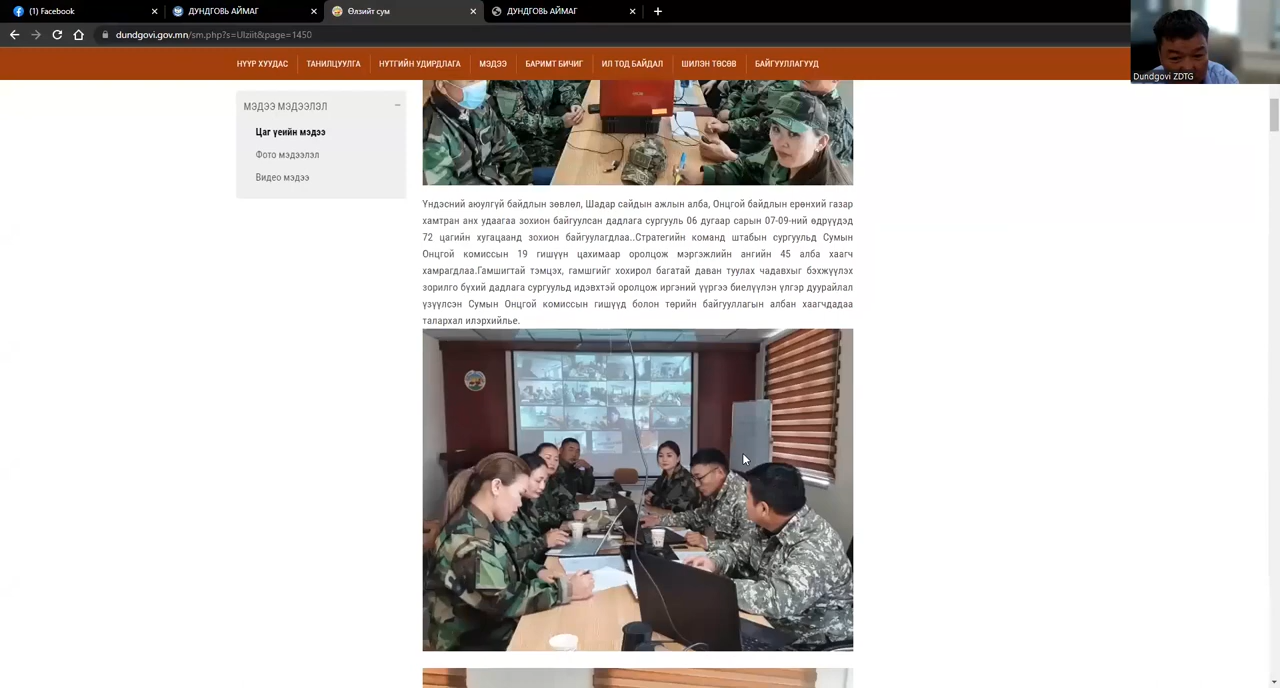 (1) Facebook
ДУНДГОВЬ АЙМАГ
Өлзийт сум
ДУНДГОВЬ АЙМАГ
dundgovi.gov.mn/sm.php?s=Ulziit&page=1450
Dundgovi ZDTG
НҮҮР ХУУДАС
ТАНИЛЦУУЛГА
НУТГИЙН УДИРДЛАГА
МЭДЭЭ
БАРИМТ БИЧИГ
ИЛ ТОД БАЙДАЛ
ШИЛЭН ТӨСӨВ
БАЙГУУЛЛАГУУД
МЭДЭЭ МЭДЭЭЛЭЛ
Цаг үеийн мэдээ
Фото мэдээлэл
Видео мэдээ
Үндэсний аюулгүй байдлын зөвлөл, Шадар сайдын ажлын алба, Онцгой байдлын ерөнхий газар
хамтран анх удаагаа зохион байгуулсан дадлага сургууль 06 дугаар сарын 07-09-ний өдрүүдэд
72 цагийн хугацаанд зохион байгуулагдлаа..Стратегийн команд штабын сургуульд Сумын
Онцгой комиссын 19 гишүүн цахимаар оролцож мэргэжлийн ангийн 45 алба хаагч
хамрагдлаа.Гамшигтай тэмцэх, гамшгийг хохирол багатай даван туулах чадавхыг бэхжүүлэх
зорилго бүхий дадлага сургуульд идэвхтэй оролцож иргэний үүргээ биелүүлэн үлгэр дуурайлал
үзүүлсэн Сумын Онцгой комиссын гишүүд болон төрийн байгууллагын албан хаагчдадаа
талархал илэрхийлье.